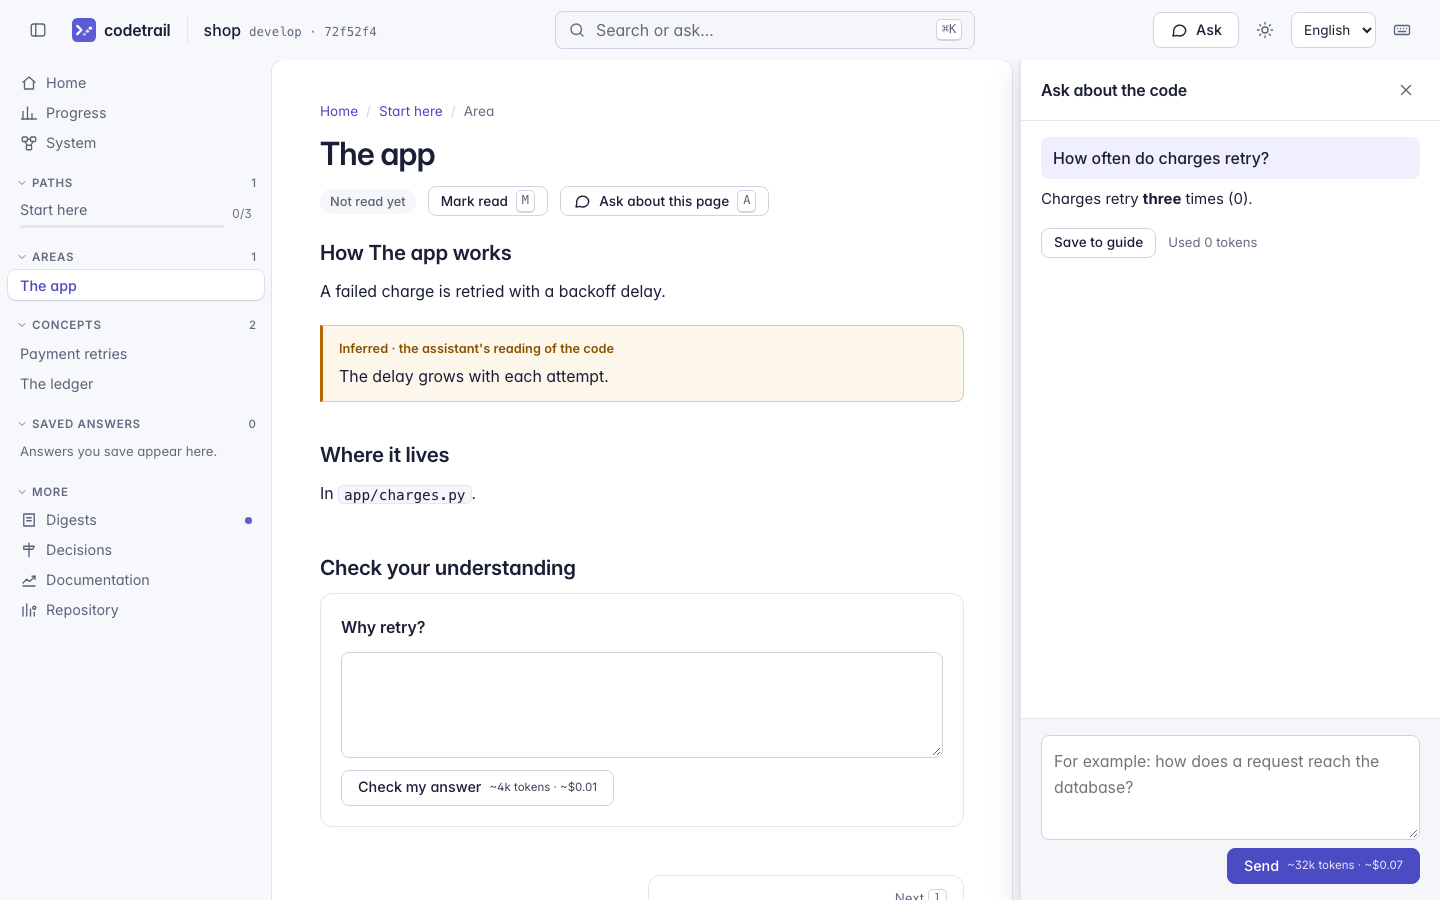 codetrail
shop develop · 72f52f4
Search or ask... ⌘K
Ask
English
Home
Progress
System
PATHS 1
Start here 0/3
AREAS 1
The app
CONCEPTS 2
Payment retries
The ledger
SAVED ANSWERS 0
Answers you save appear here.
MORE
Digests
Decisions
Documentation
Repository
Home / Start here / Area
The app
Not read yet
Mark read M
Ask about this page A
How The app works
A failed charge is retried with a backoff delay.
Inferred · the assistant's reading of the code
The delay grows with each attempt.
Where it lives
In app/charges.py.
Check your understanding
Why retry?
Check my answer ~4k tokens · ~$0.01
Next ]
Ask about the code
How often do charges retry?
Charges retry three times (0).
Save to guide
Used 0 tokens
For example: how does a request reach the
database?
Send ~32k tokens · ~$0.07